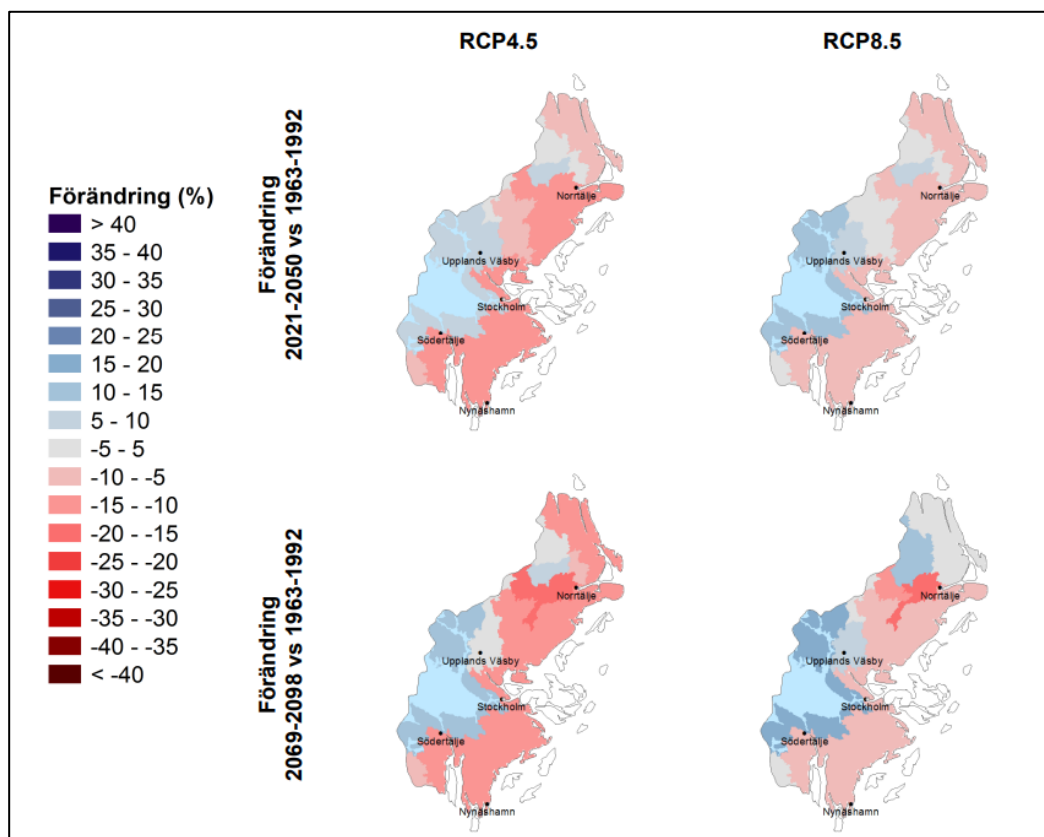 RCP4.5
RCP8.5
Förändring
2021-2050 vs 1963-1992
Förändring (%)
> 40
35 - 40
30 - 35
25 - 30
20 - 25
15 - 20
10 - 15
5 - 10
-5 - 5
-10 - -5
-15 - -10
-20 - -15
-25 - -20
-30 - -25
-35 - -30
-40 - -35
< -40
Norrtälje
Upplands Väsby
Stockholm
Södertälje
Nynäshamn
Norrtälje
Upplands Väsby
Stockholm
Södertälje
Nynäshamn
Förändring
2069-2098 vs 1963-1992
Norrtälje
Upplands Väsby
Stockholm
Södertälje
Nynäshamn
Norrtälje
Upplands Väsby
Stockholm
Södertälje
Nynäshamn